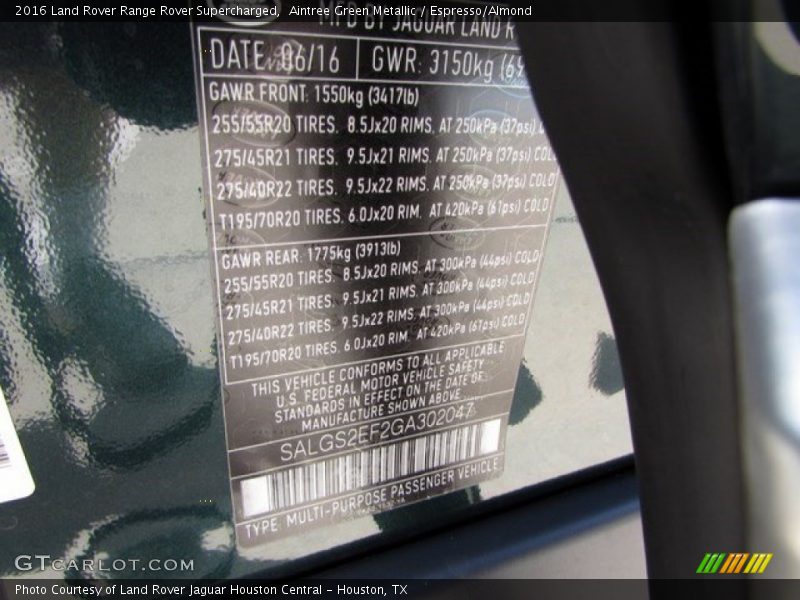 2016 Land Rover Range Rover Supercharged, Aintree Green Metallic / Espresso/Almond
MFD BY JAGUAR LAND R
DATE: 06/16 GWR: 3150kg (69
GAWR FRONT: 1550kg (3417lb)
255/55R20 TIRES. 8.5Jx20 RIMS. AT 250kPa (37psi)
275/45R21 TIRES. 9.5Jx21 RIMS. AT 250kPa (37psi) COL
275/40R22 TIRES. 9.5Jx22 RIMS. AT 250kPa (37psi) COLD
T195/70R20 TIRES. 6.0Jx20 RIM. AT 420kPa (61psi) COLD
GAWR REAR: 1775kg (3913lb)
255/55R20 TIRES. 8.5Jx20 RIMS. AT 300kPa (44psi) COLD
275/45R21 TIRES. 9.5Jx21 RIMS. AT 300kPa (44psi) COLD
275/40R22 TIRES. 9.5Jx22 RIMS. AT 300kPa (44psi) COLD
T195/70R20 TIRES. 6.0Jx20 RIM. AT 420kPa (61psi) COLD
THIS VEHICLE CONFORMS TO ALL APPLICABLE
U.S. FEDERAL MOTOR VEHICLE SAFETY
STANDARDS IN EFFECT ON THE DATE OF
MANUFACTURE SHOWN ABOVE
SALGS2EF2GA302047
TYPE: MULTI-PURPOSE PASSENGER VEHICLE
GTCarLot.com
Photo Courtesy of Land Rover Jaguar Houston Central - Houston, TX